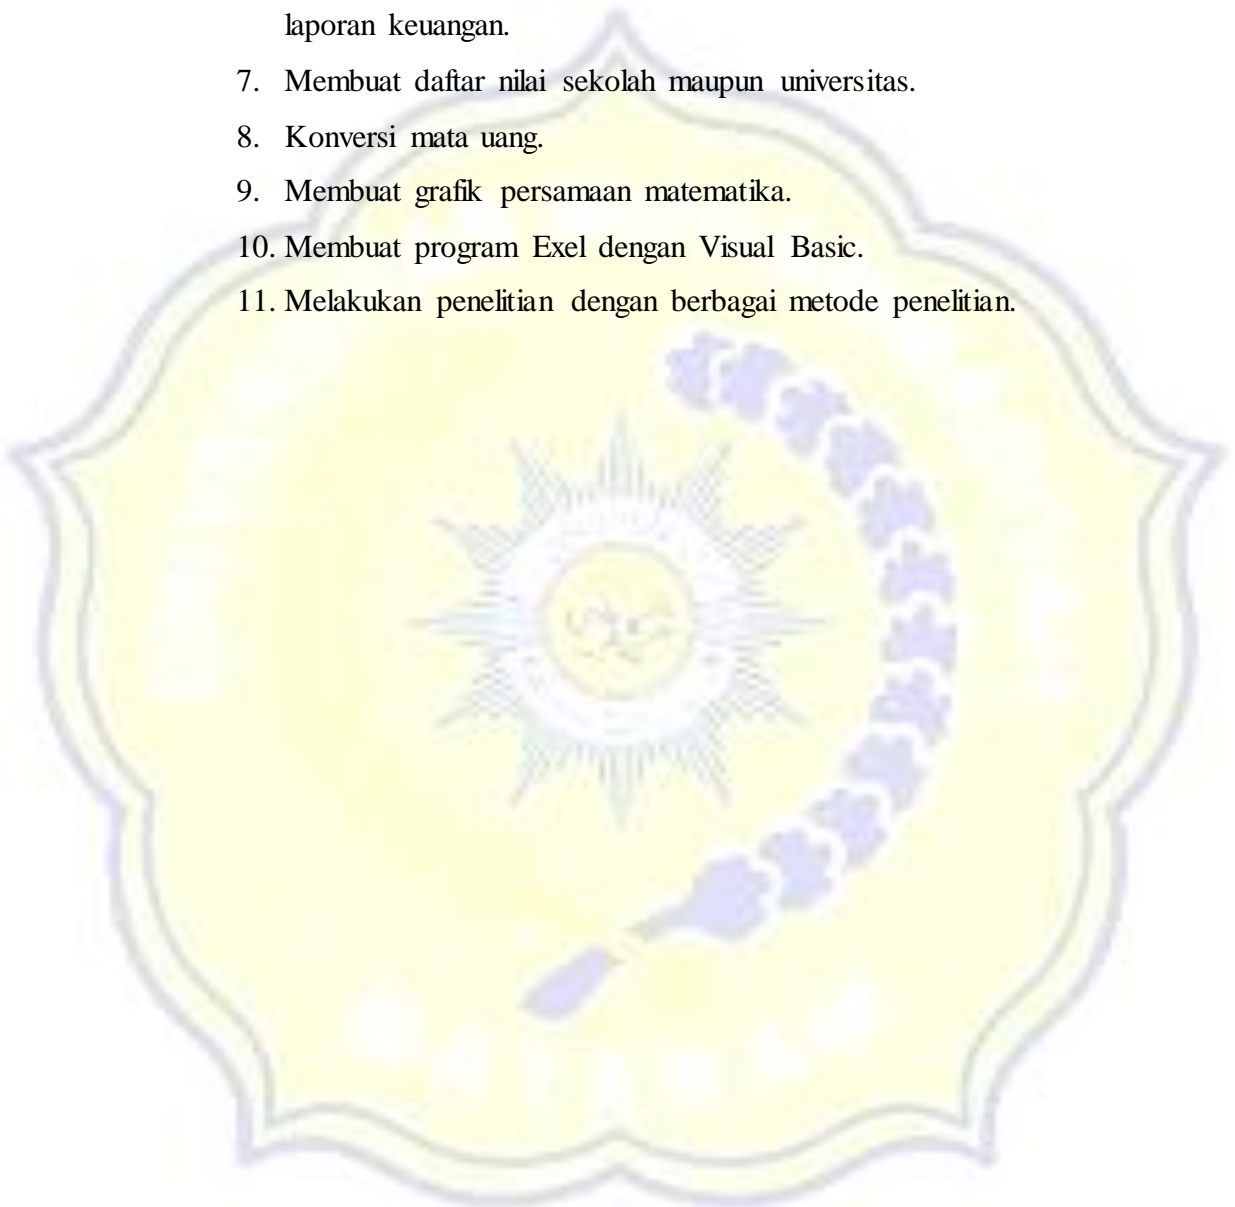 laporan keuangan.
7. Membuat daftar nilai sekolah maupun universitas.
8. Konversi mata uang.
9. Membuat grafik persamaan matematika.
10. Membuat program Exel dengan Visual Basic.
11. Melakukan penelitian dengan berbagai metode penelitian.